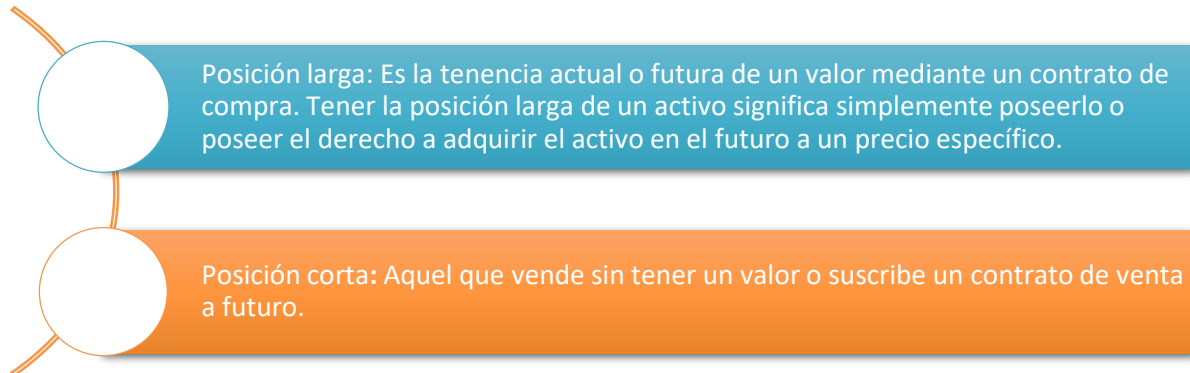 Posición larga: Es la tenencia actual o futura de un valor mediante un contrato de
compra. Tener la posición larga de un activo significa simplemente poseerlo o
poseer el derecho a adquirir el activo en el futuro a un precio específico.
Posición corta: Aquel que vende sin tener un valor o suscribe un contrato de venta
a futuro.